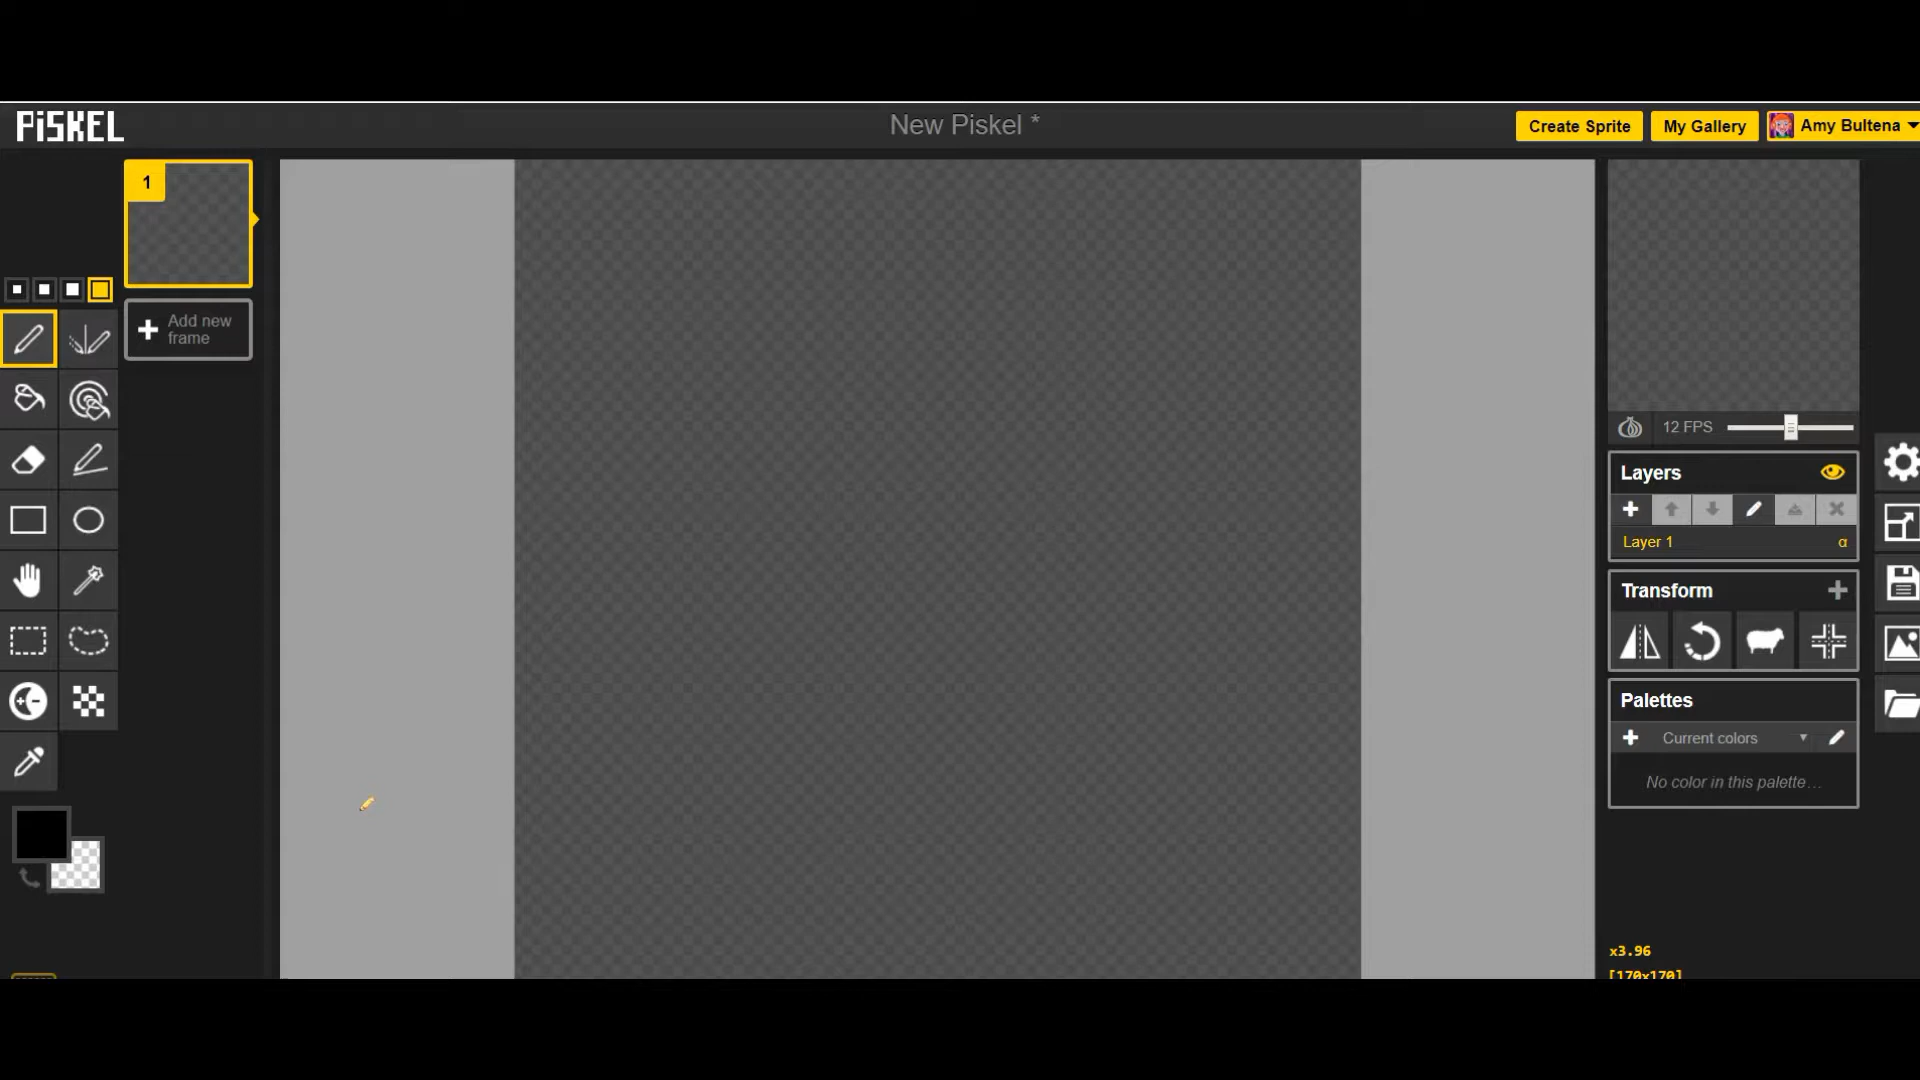 PiSKEL
New Piskel *
Create Sprite
My Gallery
Amy Bultena
1
Add new
frame
12 FPS
Layers
Layer 1
α
Transform
Palettes
Current colors
No color in this palette...
x3.96
[170x170]